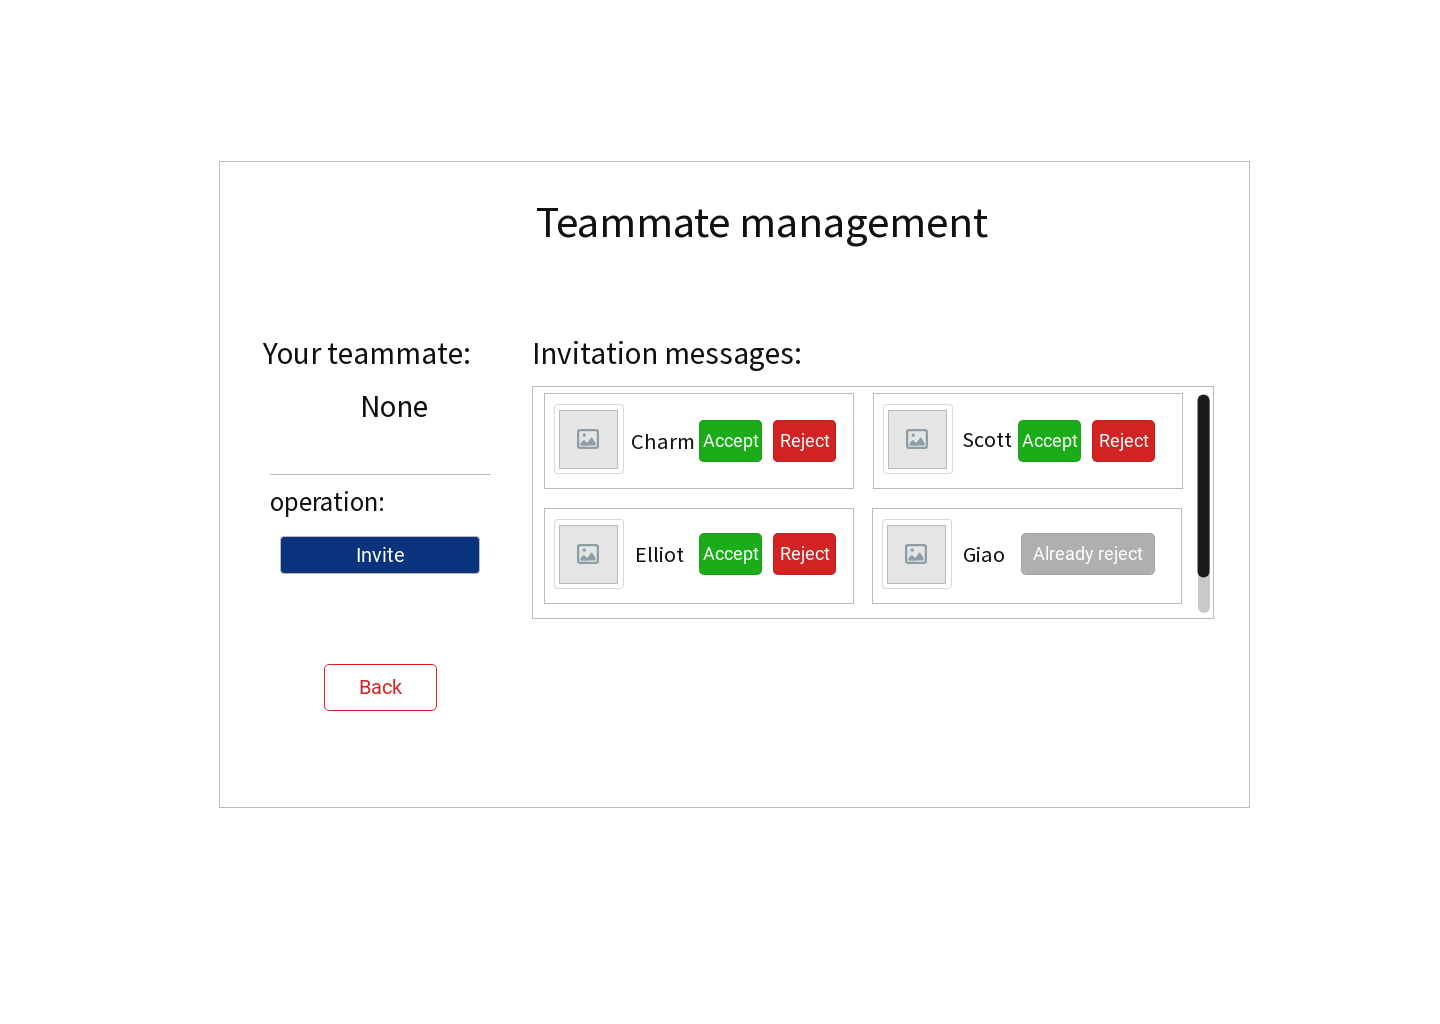 Teammate management
Your teammate:
None
operation:
Invite
Back
Invitation messages:
Charm Accept Reject
Scott Accept Reject
Elliot Accept Reject
Giao Already reject